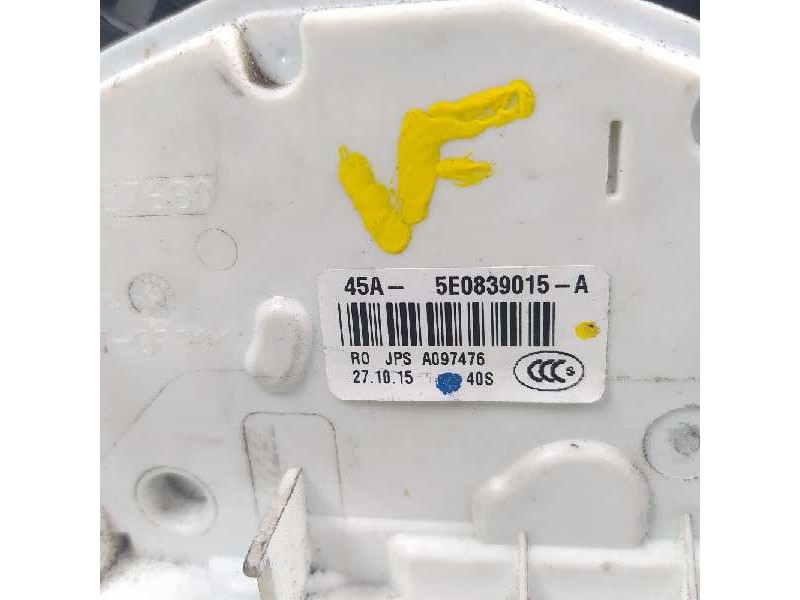 VF
45A- 5E0839015-A
RO JPS A097476
27.10.15 40S
CCC S